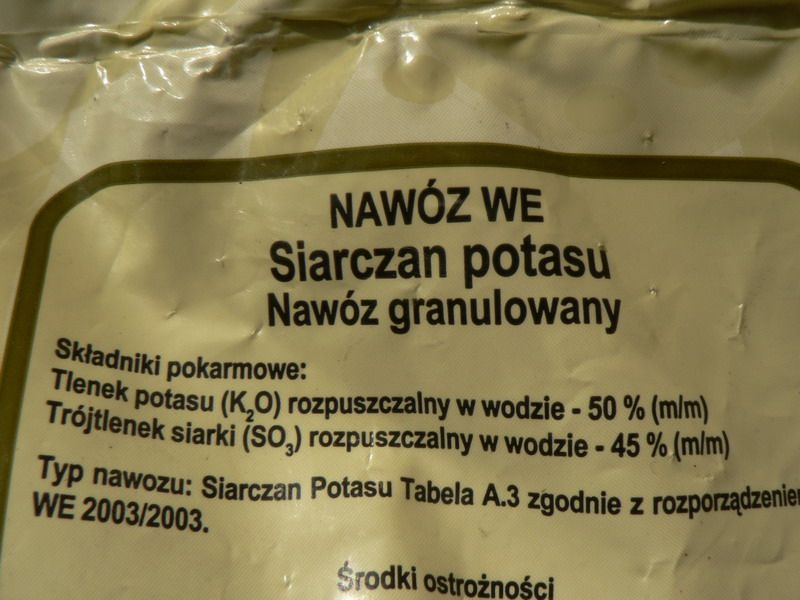 NAWÓZ WE
Siarczan potasu
Nawóz granulowany
Składniki pokarmowe:
Tlenek potasu (K₂O) rozpuszczalny w wodzie - 50 % (m/m)
Trójtlenek siarki (SO₃) rozpuszczalny w wodzie - 45 % (m/m)
Typ nawozu: Siarczan Potasu Tabela A.3 zgodnie z rozporządzenie
WE 2003/2003.
Środki ostrożności